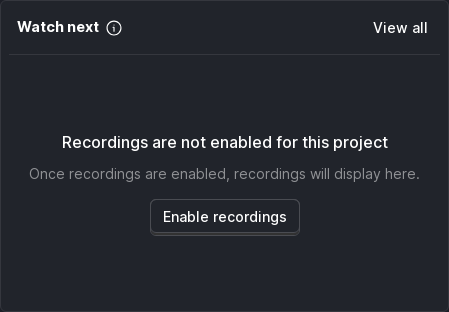 Watch next
View all
Recordings are not enabled for this project
Once recordings are enabled, recordings will display here.
Enable recordings